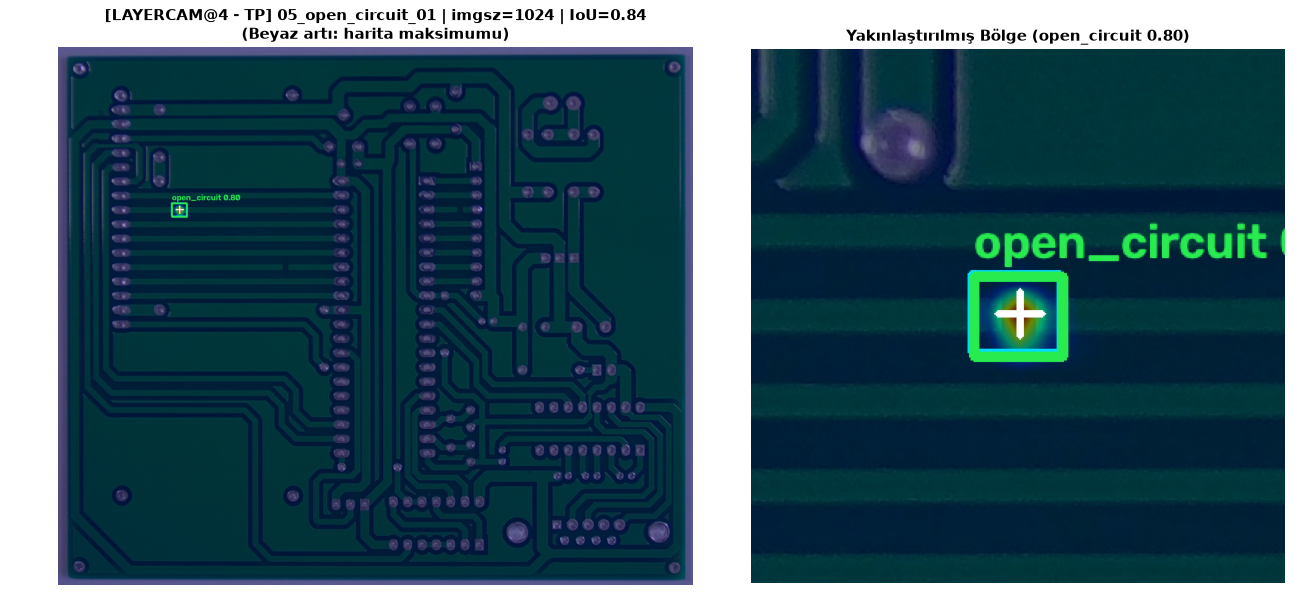 [LAYERCAM@4 - TP] 05_open_circuit_01 | imgsz=1024 | IoU=0.84
(Beyaz artı: harita maksimumu)
open_circuit 0.80
Yakınlaştırılmış Bölge (open_circuit 0.80)
open_circuit